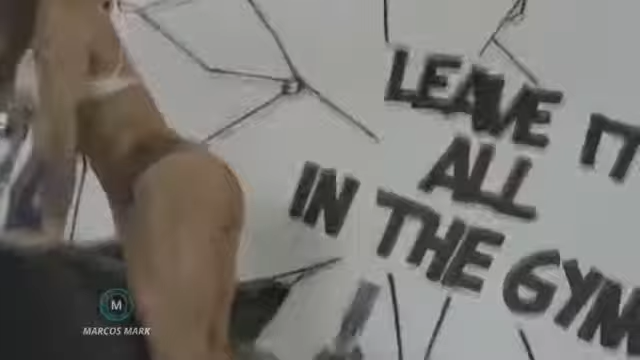 LEAVE IT
ALL
IN THE GYM
M
MARCOS MARK